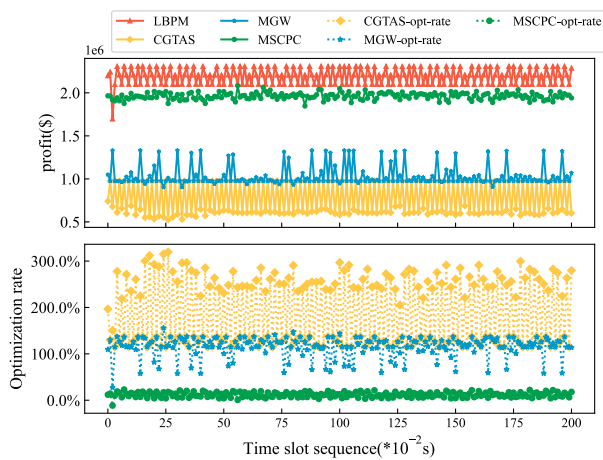 LBPM MGW CGTAS-opt-rate MSCPC-opt-rate
CGTAS MSCPC MGW-opt-rate
1e6
2.0
1.5
1.0
0.5
profit($)
300.0%
200.0%
100.0%
0.0%
Optimization rate
0 25 50 75 100 125 150 175 200
Time slot sequence(*10⁻²s)